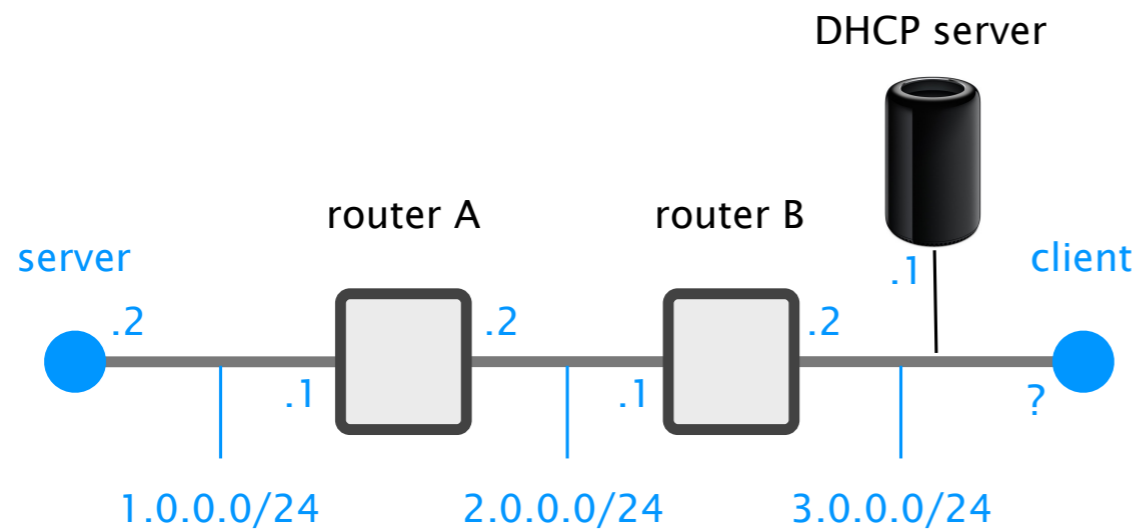 DHCP server
router A
router B
server
client
.2
.1
.2
.1
.2
.1
?
1.0.0.0/24
2.0.0.0/24
3.0.0.0/24